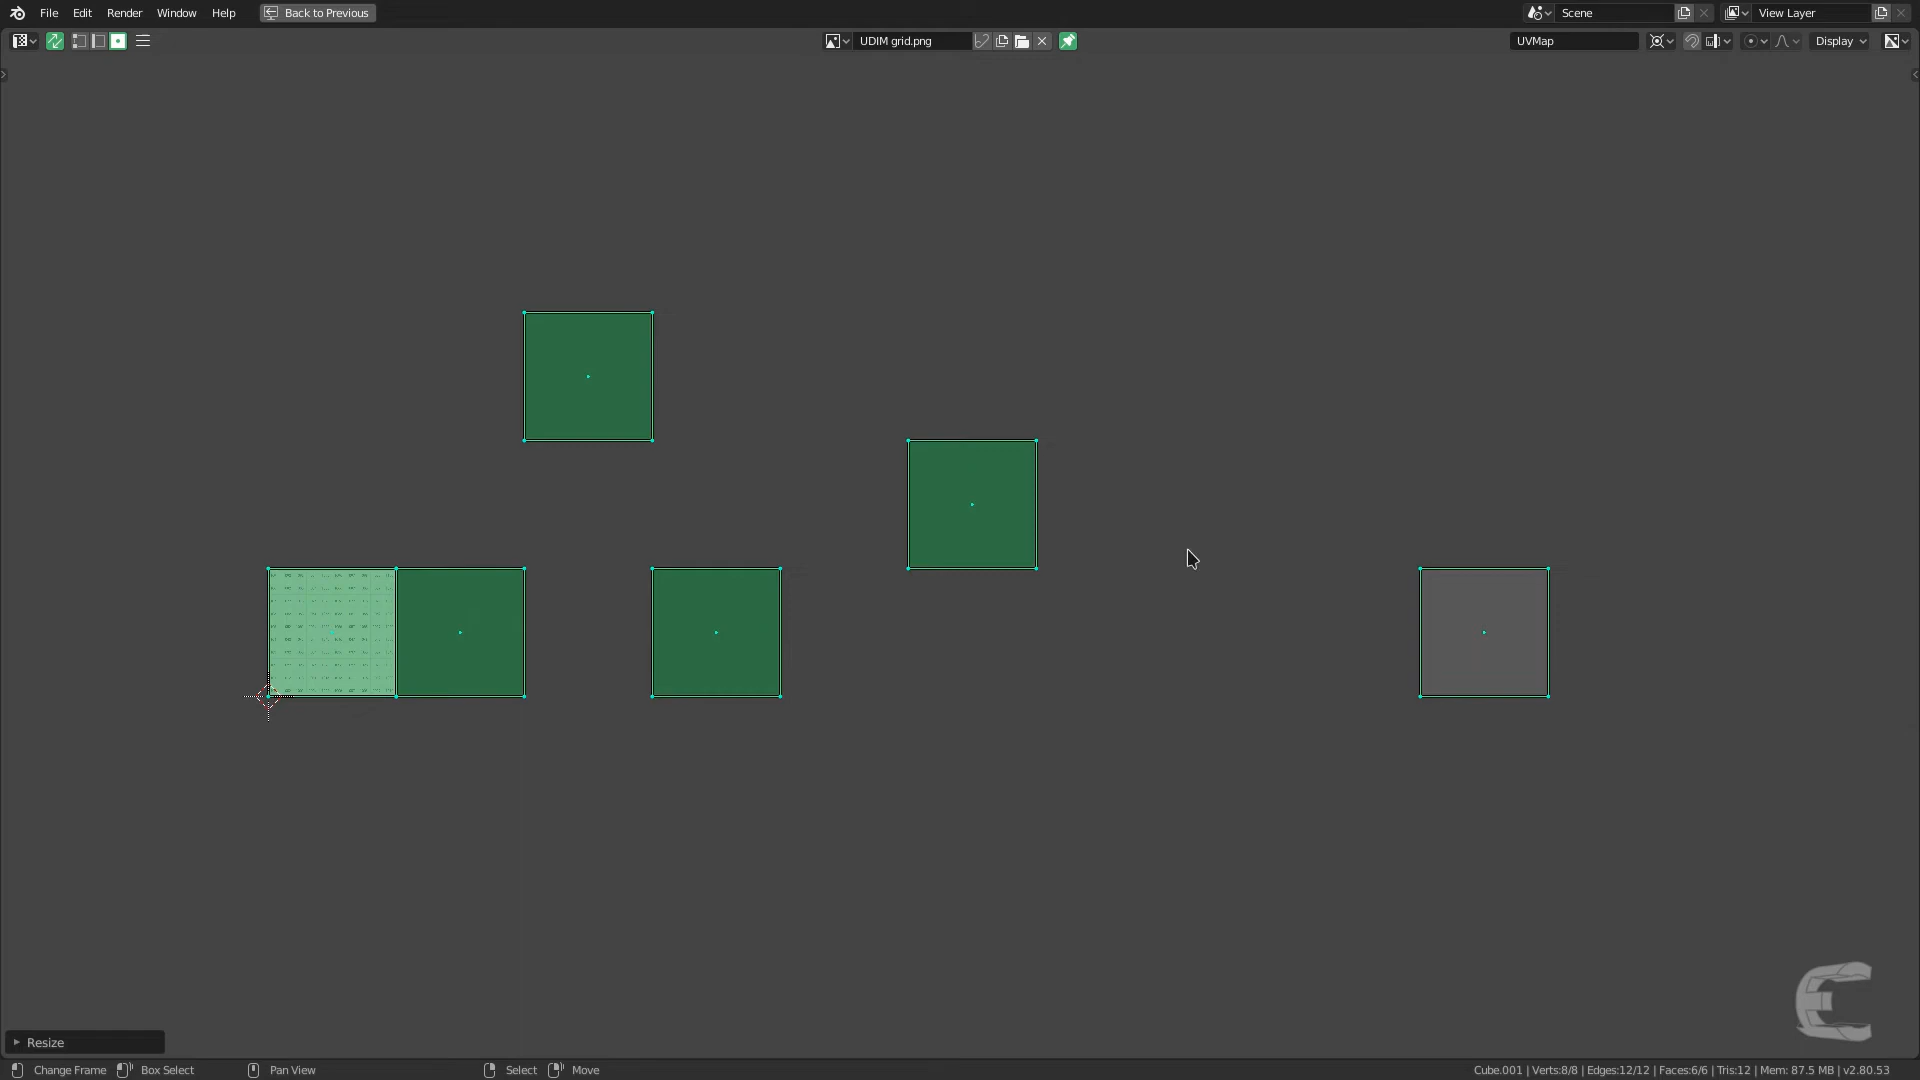 File Edit Render Window Help Back to Previous Scene View Layer
UDIM grid.png UVMap Display
Resize
Change Frame Box Select Pan View Select Move Cube.001 | Verts:8/8 | Edges:12/12 | Faces:6/6 | Tris:12 | Mem: 87.5 MB | v2.80.53